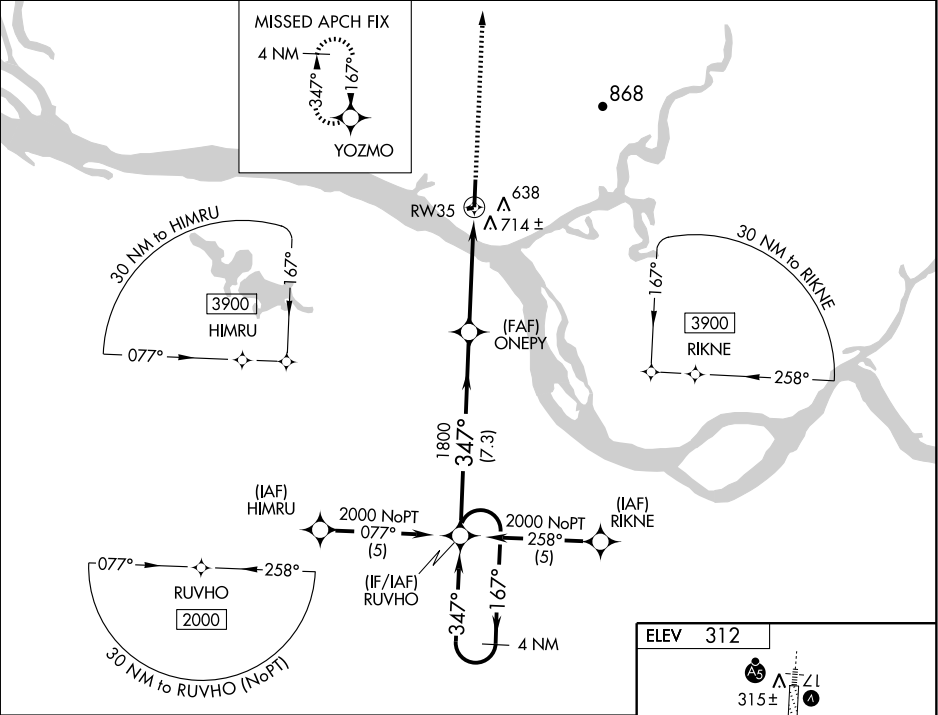 MISSED APCH FIX
4 NM
347°
167°
YOZMO
868
RW35
638
714 ±
30 NM to HIMRU
167°
3900
HIMRU
077°
30 NM to RIKNE
167°
3900
RIKNE
258°
(FAF)
ONEPY
1800
347°
(7.3)
(IAF)
HIMRU
2000 NoPT
077°
(5)
(IAF)
RIKNE
2000 NoPT
258°
(5)
(IF/IAF)
RUVHO
347°
167°
4 NM
077°
258°
RUVHO
2000
30 NM to RUVHO (NoPT)
ELEV 312
A5
17
315 ±
V